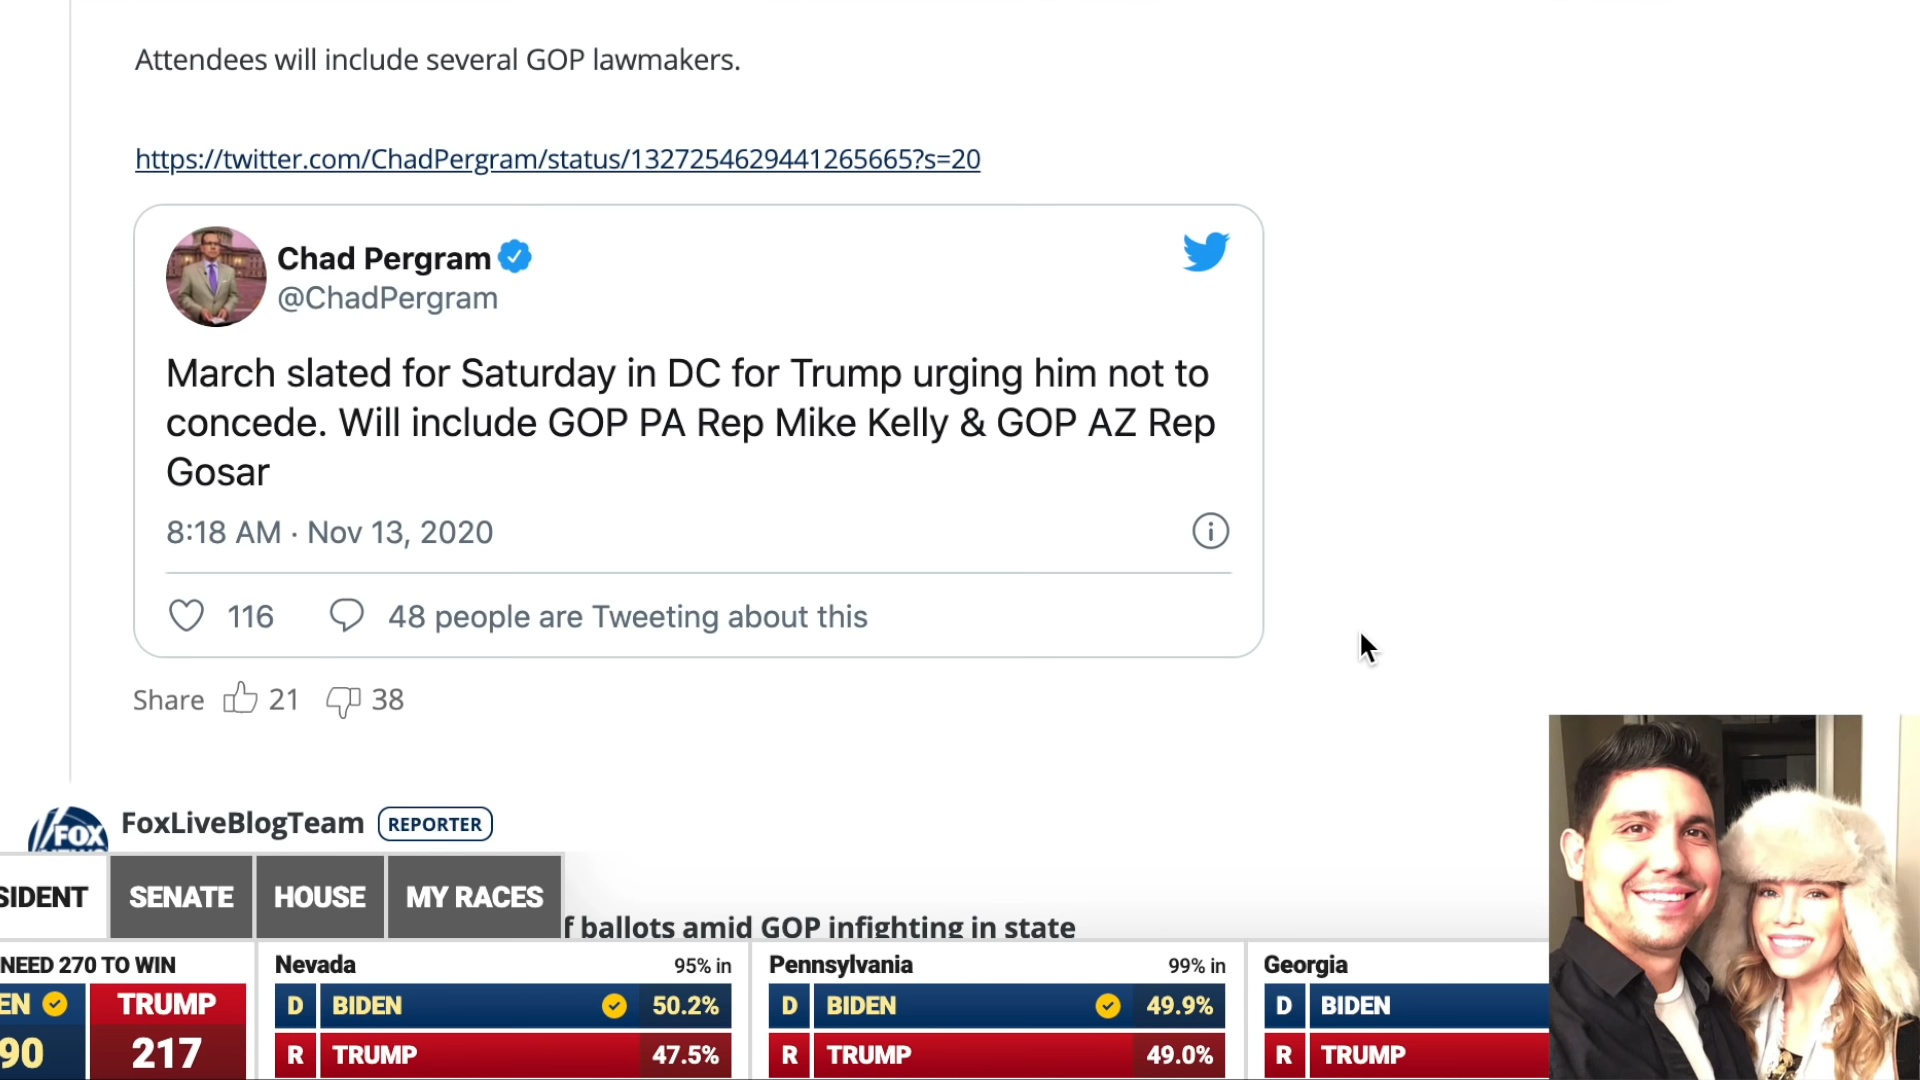 Attendees will include several GOP lawmakers.
https://twitter.com/ChadPergram/status/1327254629441265665?s=20
Chad Pergram
@ChadPergram
March slated for Saturday in DC for Trump urging him not to
concede. Will include GOP PA Rep Mike Kelly & GOP AZ Rep
Gosar
8:18 AM · Nov 13, 2020
116 48 people are Tweeting about this
Share 21 38
FOX
FoxLiveBlogTeam REPORTER
SIDENT SENATE HOUSE MY RACES
f ballots amid GOP infighting in state
NEED 270 TO WIN
EN TRUMP
90 217
Nevada 95% in
D BIDEN 50.2%
R TRUMP 47.5%
Pennsylvania 99% in
D BIDEN 49.9%
R TRUMP 49.0%
Georgia
D BIDEN
R TRUMP